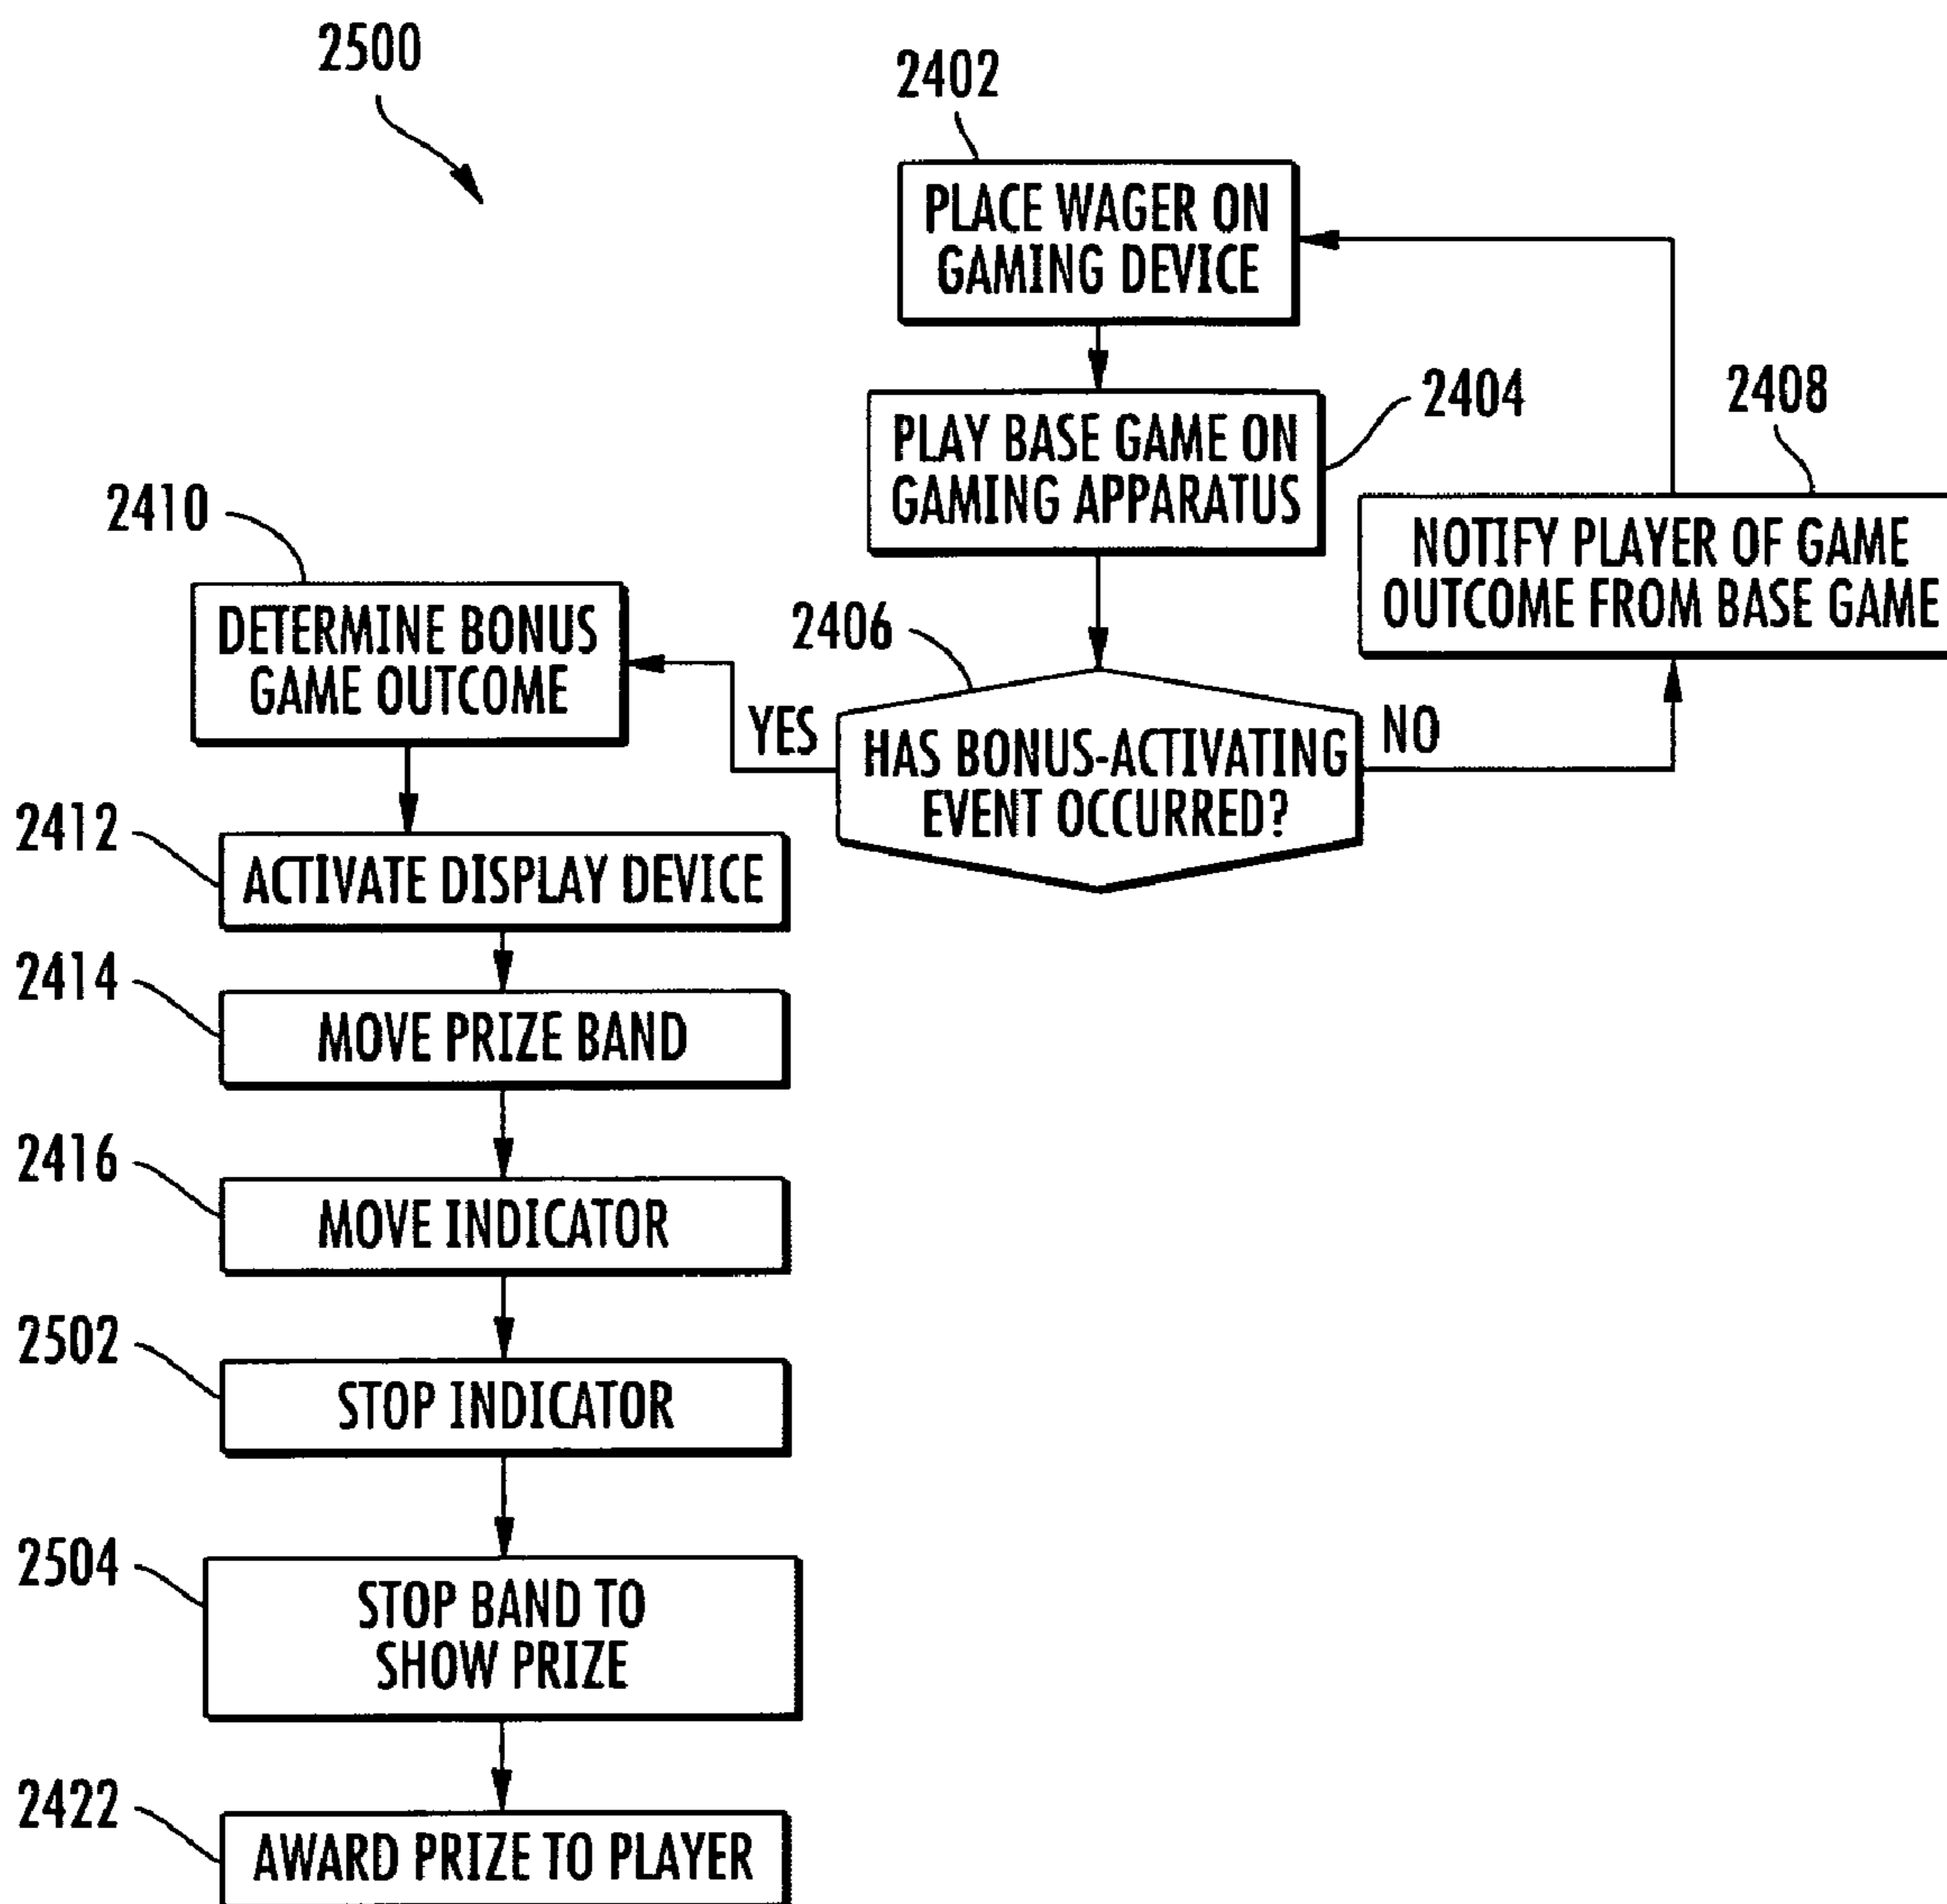 2500
2402
PLACE WAGER ON
GAMING DEVICE
2404
PLAY BASE GAME ON
GAMING APPARATUS
2408
NOTIFY PLAYER OF GAME
OUTCOME FROM BASE GAME
2406
HAS BONUS-ACTIVATING
EVENT OCCURRED?
YES
NO
2410
DETERMINE BONUS
GAME OUTCOME
2412
ACTIVATE DISPLAY DEVICE
2414
MOVE PRIZE BAND
2416
MOVE INDICATOR
2502
STOP INDICATOR
2504
STOP BAND TO
SHOW PRIZE
2422
AWARD PRIZE TO PLAYER